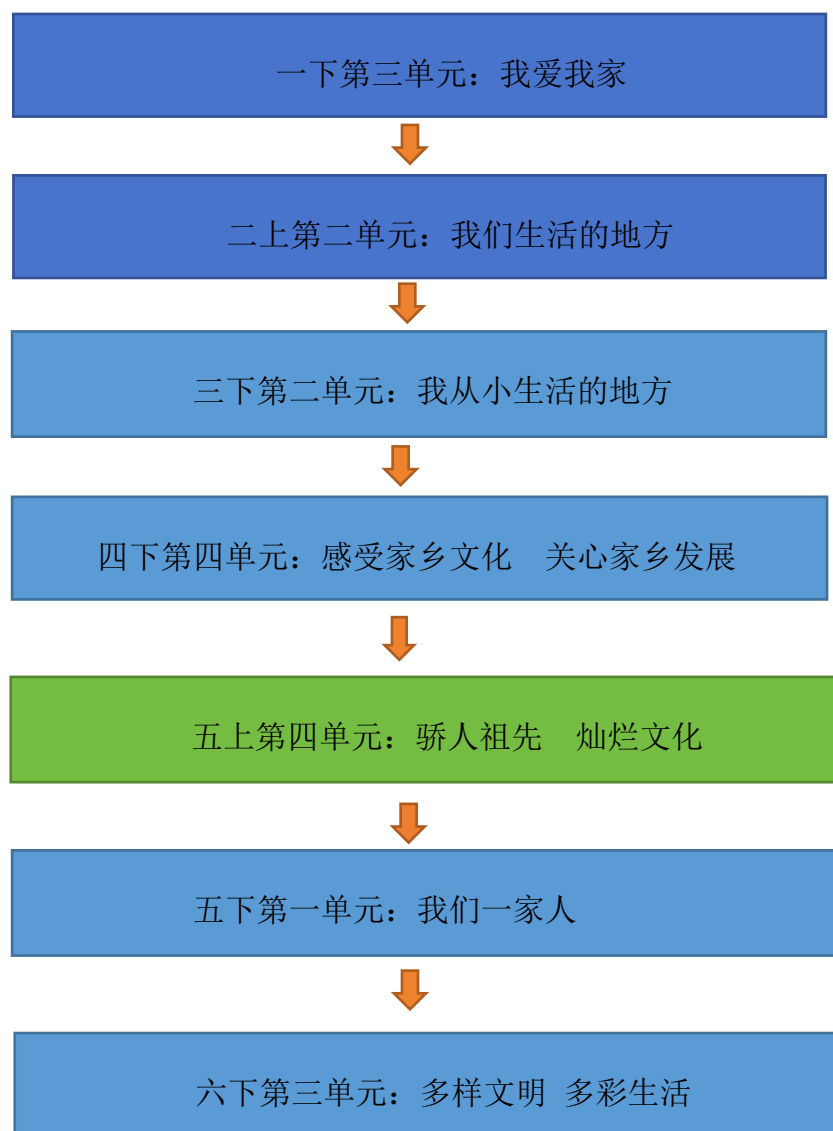 一下第三单元：我爱我家
二上第二单元：我们生活的地方
三下第二单元：我从小生活的地方
四下第四单元：感受家乡文化　关心家乡发展
五上第四单元：骄人祖先　灿烂文化
五下第一单元：我们一家人
六下第三单元：多样文明 多彩生活